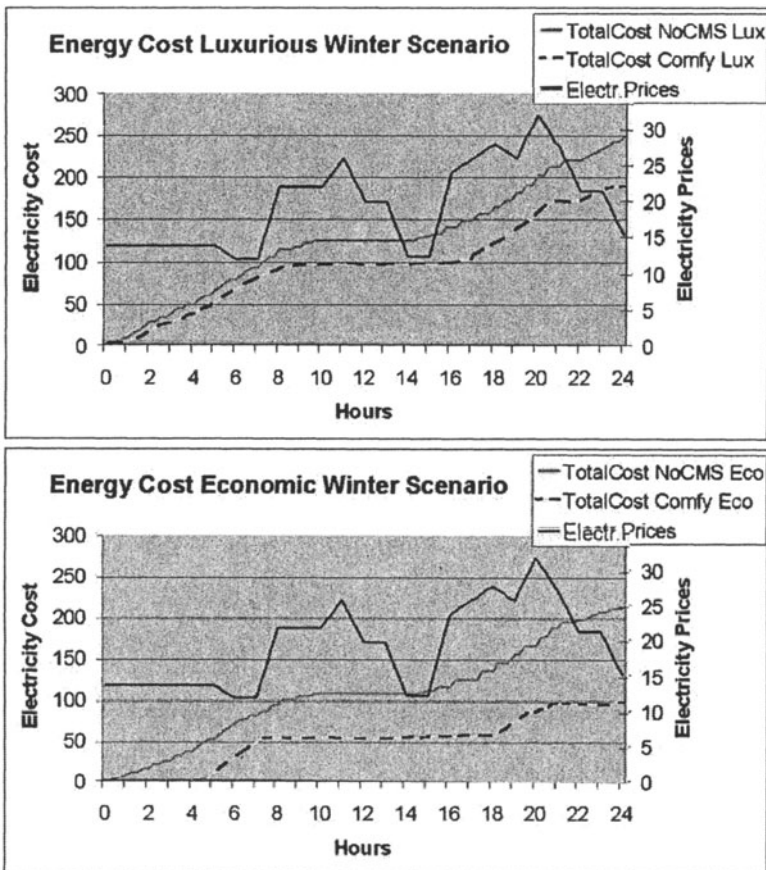 Energy Cost Luxurious Winter Scenario
TotalCost NoCMS Lux
TotalCost Comfy Lux
Electr.Prices
300
250
200
150
100
50
0
Electricity Cost
30
25
20
15
10
5
0
Electricity Prices
0 2 4 6 8 10 12 14 16 18 20 22 24
Hours
Energy Cost Economic Winter Scenario
TotalCost NoCMS Eco
TotalCost Comfy Eco
Electr.Prices
300
250
200
150
100
50
0
Electricity Cost
30
25
20
15
10
5
0
Electricity Prices
0 2 4 6 8 10 12 14 16 18 20 22 24
Hours